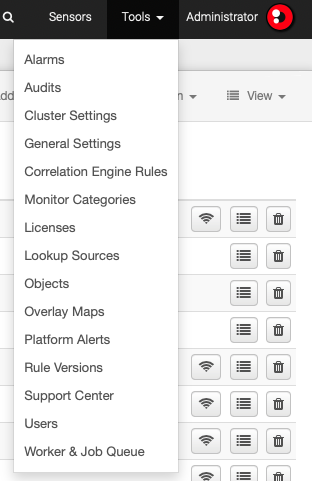 Sensors Tools Administrator
View
Alarms
Audits
Cluster Settings
General Settings
Correlation Engine Rules
Monitor Categories
Licenses
Lookup Sources
Objects
Overlay Maps
Platform Alerts
Rule Versions
Support Center
Users
Worker & Job Queue